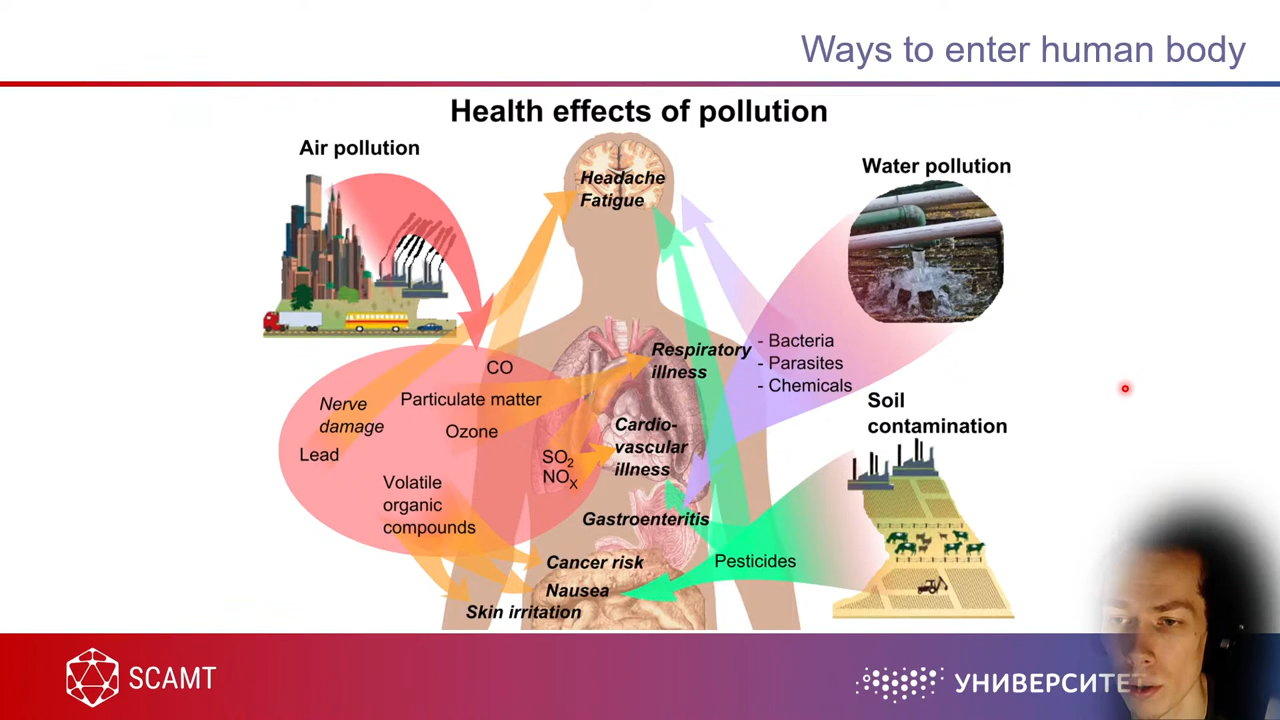 Ways to enter human body
Health effects of pollution
Air pollution
Water pollution
Headache
Fatigue
Respiratory
illness
- Bacteria
- Parasites
- Chemicals
CO
Particulate matter
Ozone
Nerve
damage
Lead
SO2
NOX
Volatile
organic
compounds
Cardio-
vascular
illness
Soil
contamination
Gastroenteritis
Pesticides
Cancer risk
Nausea
Skin irritation
SCAMT
УНИВЕРСИТЕТ